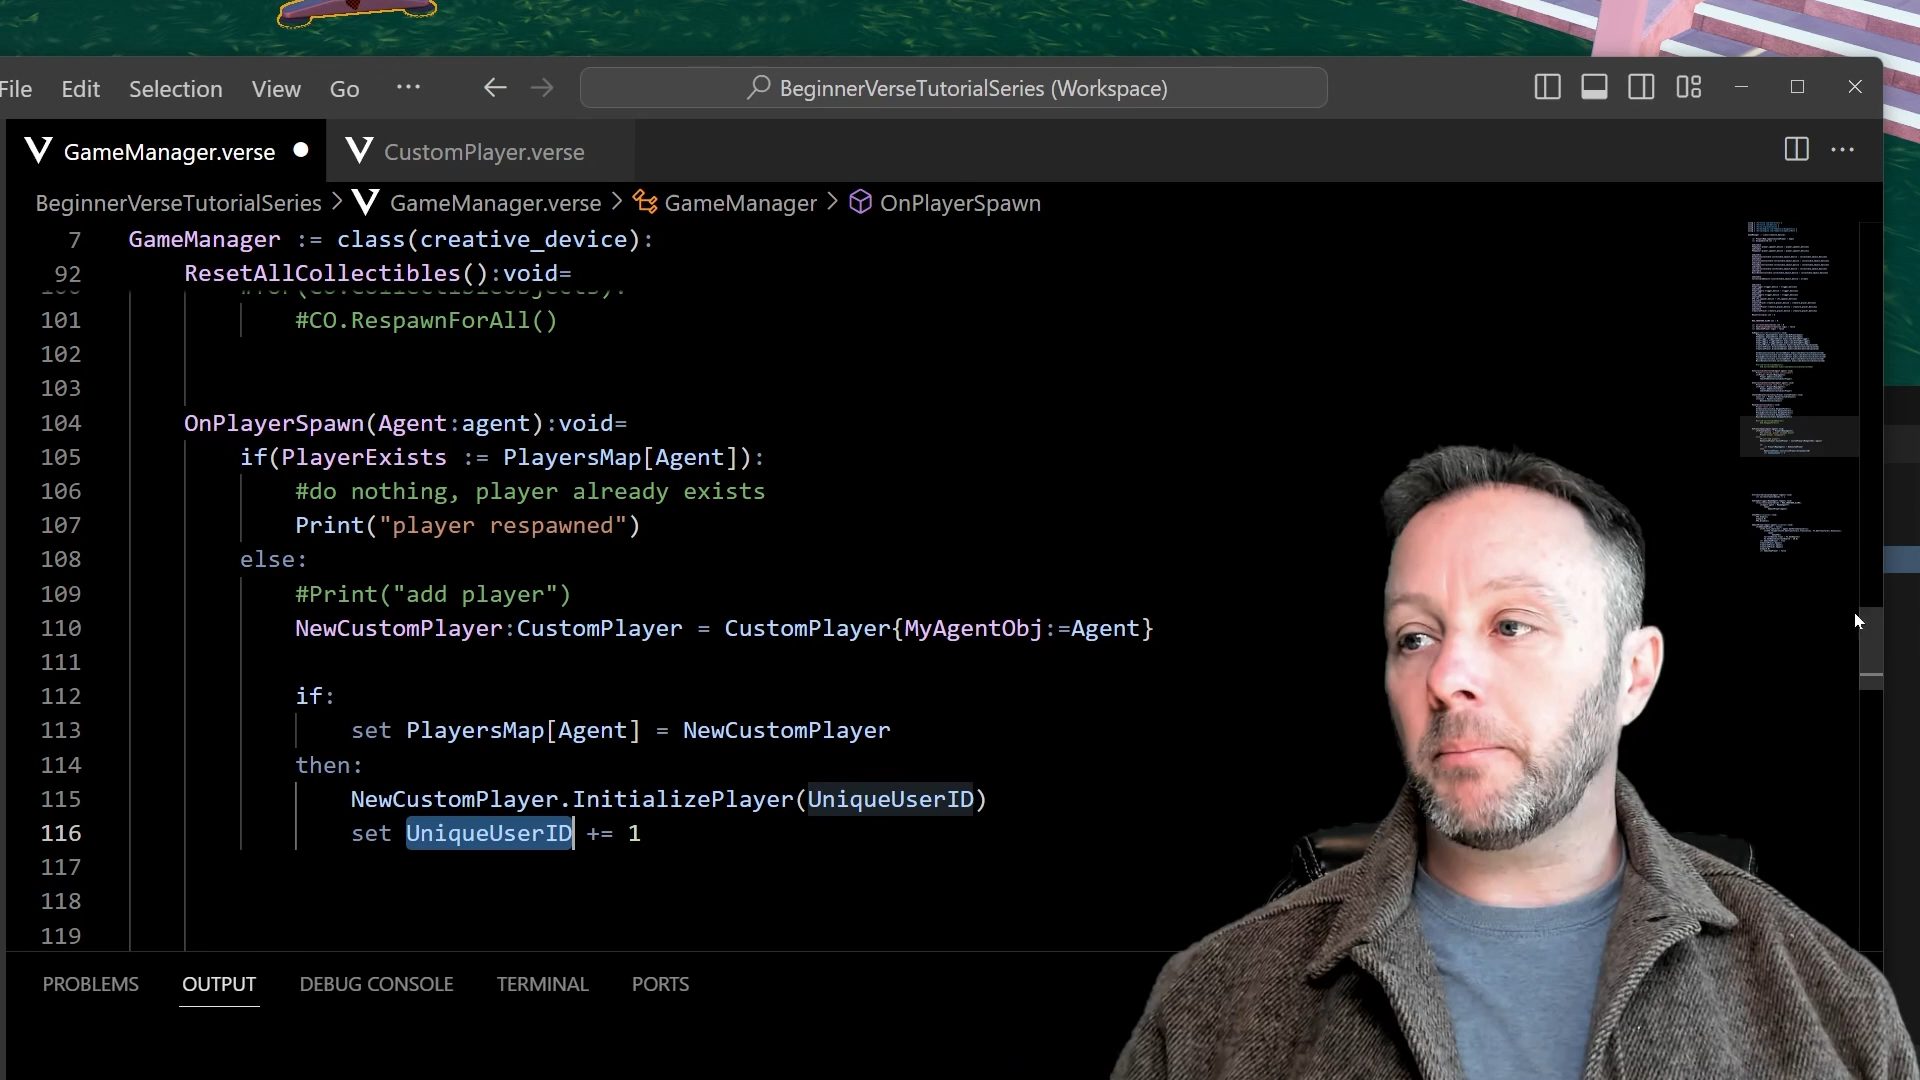 File Edit Selection View Go ··· BeginnerVerseTutorialSeries (Workspace)
GameManager.verse CustomPlayer.verse
BeginnerVerseTutorialSeries > GameManager.verse > GameManager > OnPlayerSpawn
7 GameManager := class(creative_device):
92 ResetAllCollectibles():void=
101 #CO.RespawnForAll()
102
103
104 OnPlayerSpawn(Agent:agent):void=
105 if(PlayerExists := PlayersMap[Agent]):
106 #do nothing, player already exists
107 Print("player respawned")
108 else:
109 #Print("add player")
110 NewCustomPlayer:CustomPlayer = CustomPlayer{MyAgentObj:=Agent}
111
112 if:
113 set PlayersMap[Agent] = NewCustomPlayer
114 then:
115 NewCustomPlayer.InitializePlayer(UniqueUserID)
116 set UniqueUserID += 1
117
118
119
PROBLEMS OUTPUT DEBUG CONSOLE TERMINAL PORTS